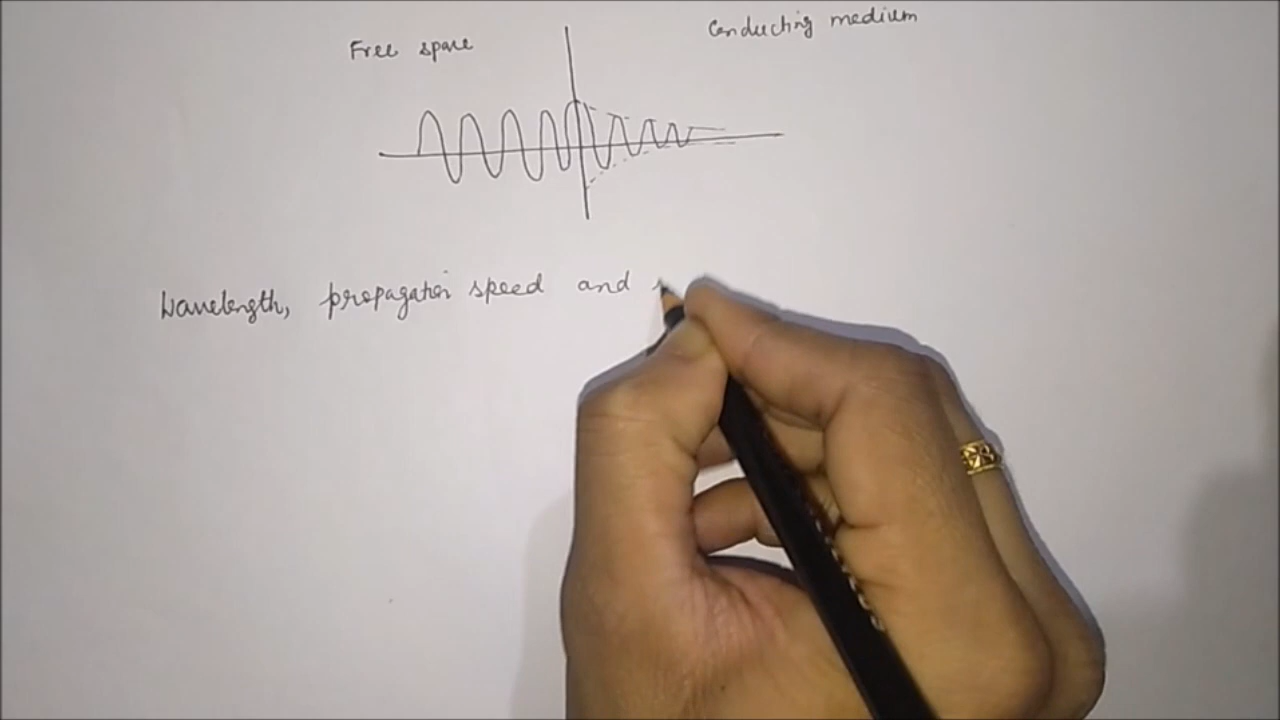 Free space
Conducting medium
Wavelength, propagation speed and